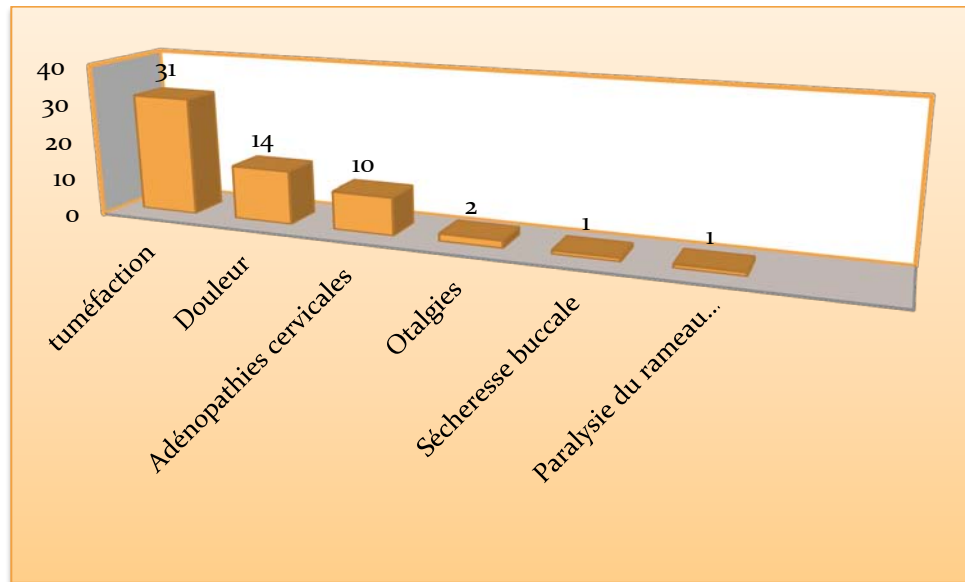 40
30
20
10
0
31
14
10
2
1
1
tuméfaction
Douleur
Adénopathies cervicales
Otalgies
Sécheresse buccale
Paralysie du rameau...